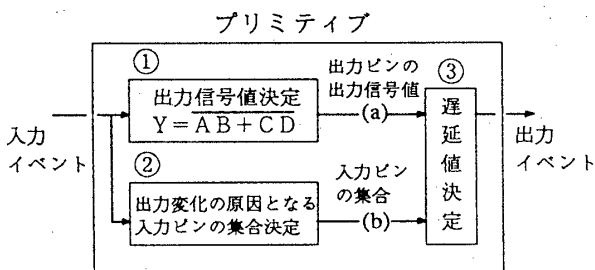 プリミティブ
①
出力信号値決定
Y＝\overline{AB＋CD}
出力ピンの
出力信号値
(a)
③
遅延値決定
入力
イベント
出力
イベント
②
出力変化の原因となる
入力ピンの集合決定
入力ピン
の集合
(b)